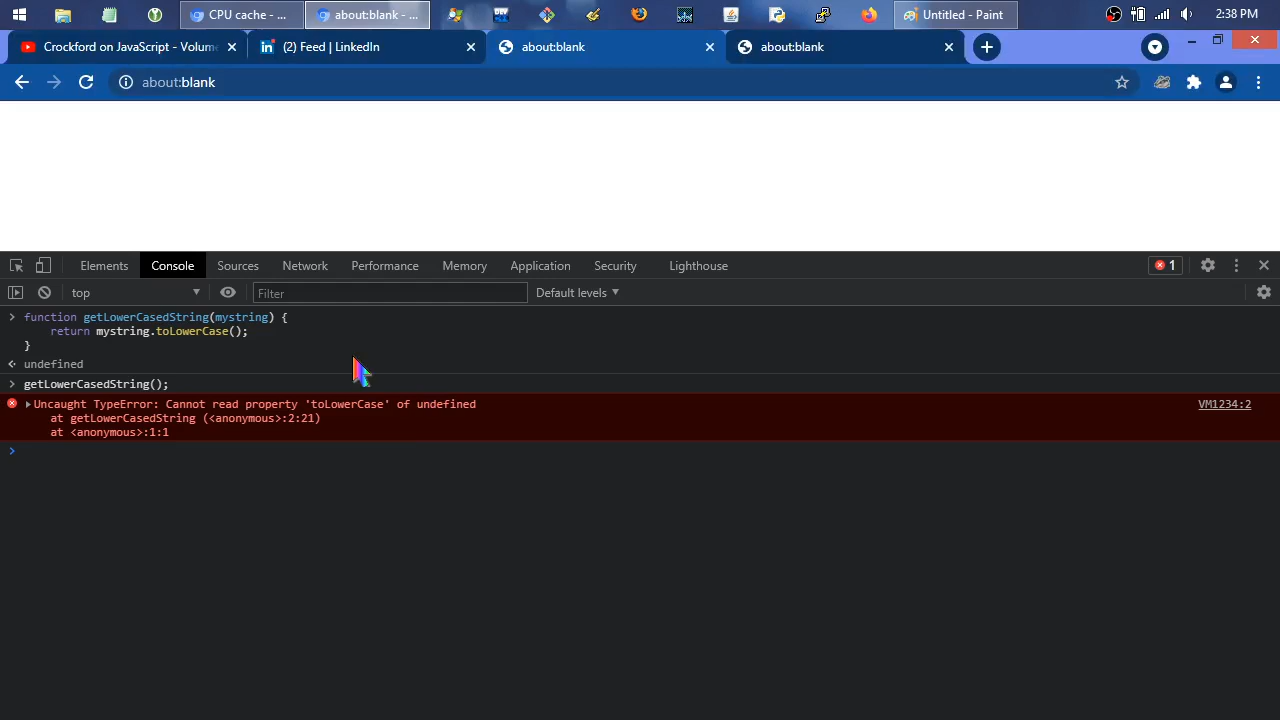 CPU cache - ...
about:blank - ...
Untitled - Paint
2:38 PM
Crockford on JavaScript - Volum
(2) Feed | LinkedIn
about:blank
about:blank
about:blank
Elements
Console
Sources
Network
Performance
Memory
Application
Security
Lighthouse
1
top
Filter
Default levels
function getLowerCasedString(mystring) {
return mystring.toLowerCase();
}
undefined
getLowerCasedString();
Uncaught TypeError: Cannot read property 'toLowerCase' of undefined
VM1234:2
at getLowerCasedString (<anonymous>:2:21)
at <anonymous>:1:1